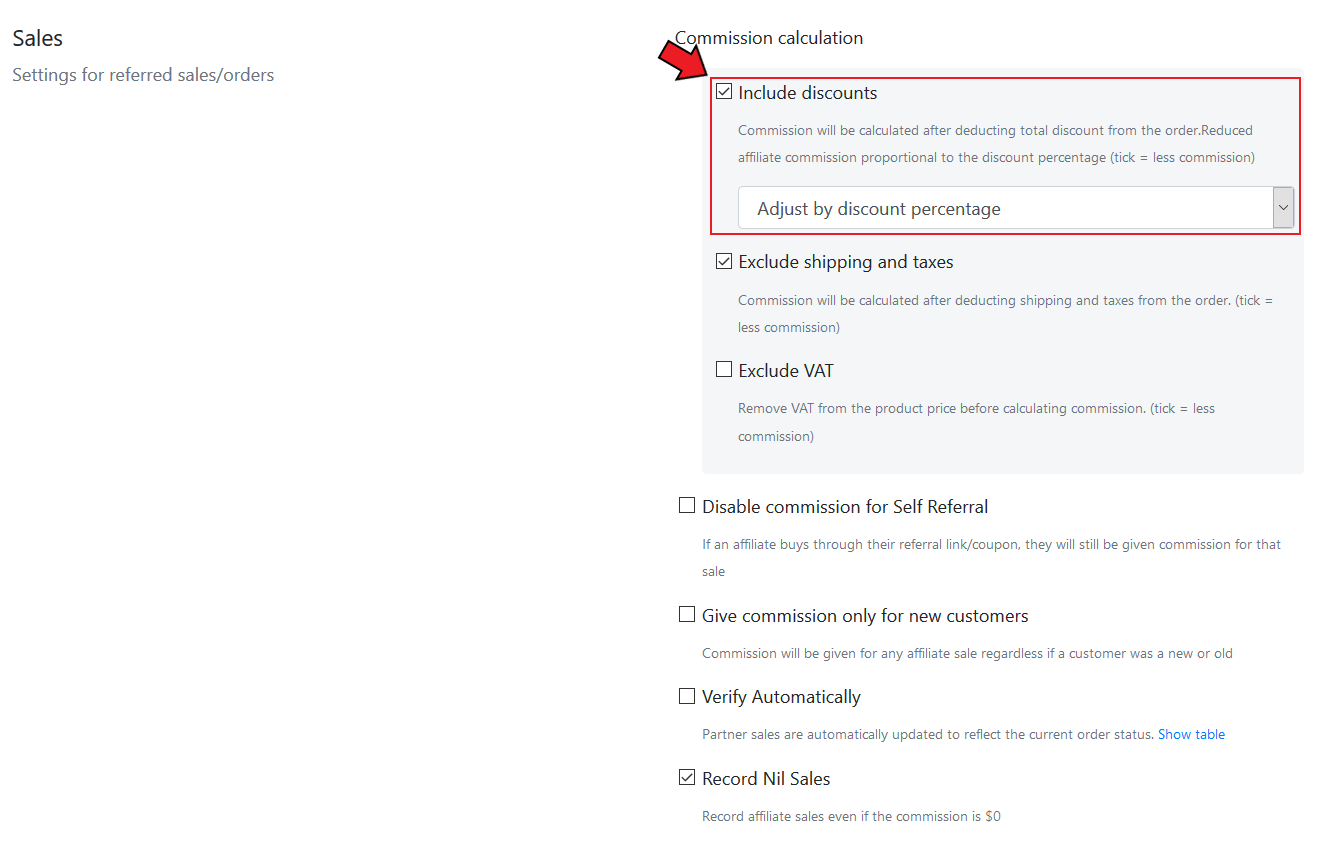 Sales
Settings for referred sales/orders
Commission calculation
Include discounts
Commission will be calculated after deducting total discount from the order.Reduced
affiliate commission proportional to the discount percentage (tick = less commission)
Adjust by discount percentage
Exclude shipping and taxes
Commission will be calculated after deducting shipping and taxes from the order. (tick =
less commission)
Exclude VAT
Remove VAT from the product price before calculating commission. (tick = less
commission)
Disable commission for Self Referral
If an affiliate buys through their referral link/coupon, they will still be given commission for that
sale
Give commission only for new customers
Commission will be given for any affiliate sale regardless if a customer was a new or old
Verify Automatically
Partner sales are automatically updated to reflect the current order status. Show table
Record Nil Sales
Record affiliate sales even if the commission is $0